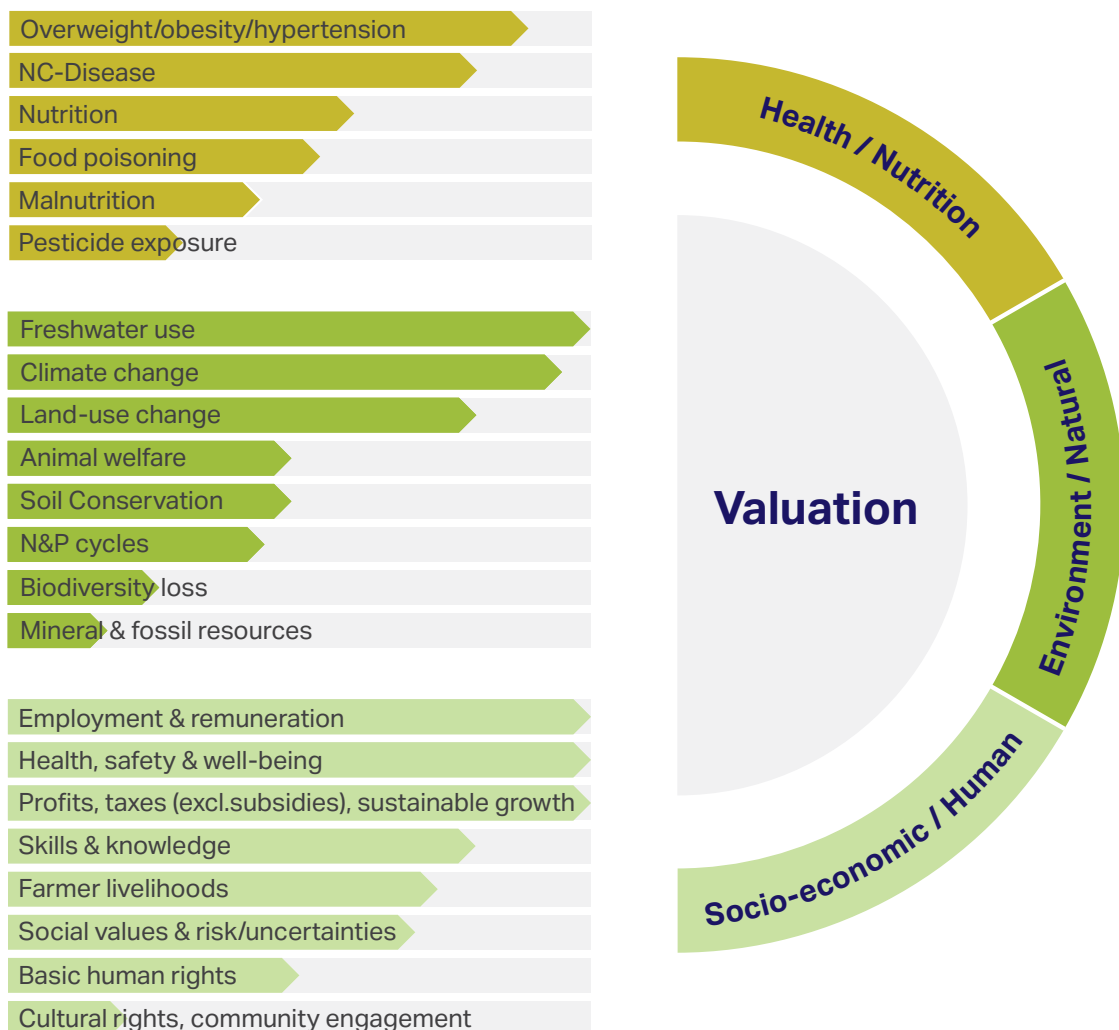 Overweight/obesity/hypertension
NC-Disease
Nutrition
Food poisoning
Malnutrition
Pesticide exposure
Freshwater use
Climate change
Land-use change
Animal welfare
Soil Conservation
N&P cycles
Biodiversity loss
Mineral & fossil resources
Employment & remuneration
Health, safety & well-being
Profits, taxes (excl.subsidies), sustainable growth
Skills & knowledge
Farmer livelihoods
Social values & risk/uncertainties
Basic human rights
Cultural rights, community engagement
Health / Nutrition
Environment / Natural
Socio-economic / Human
Valuation